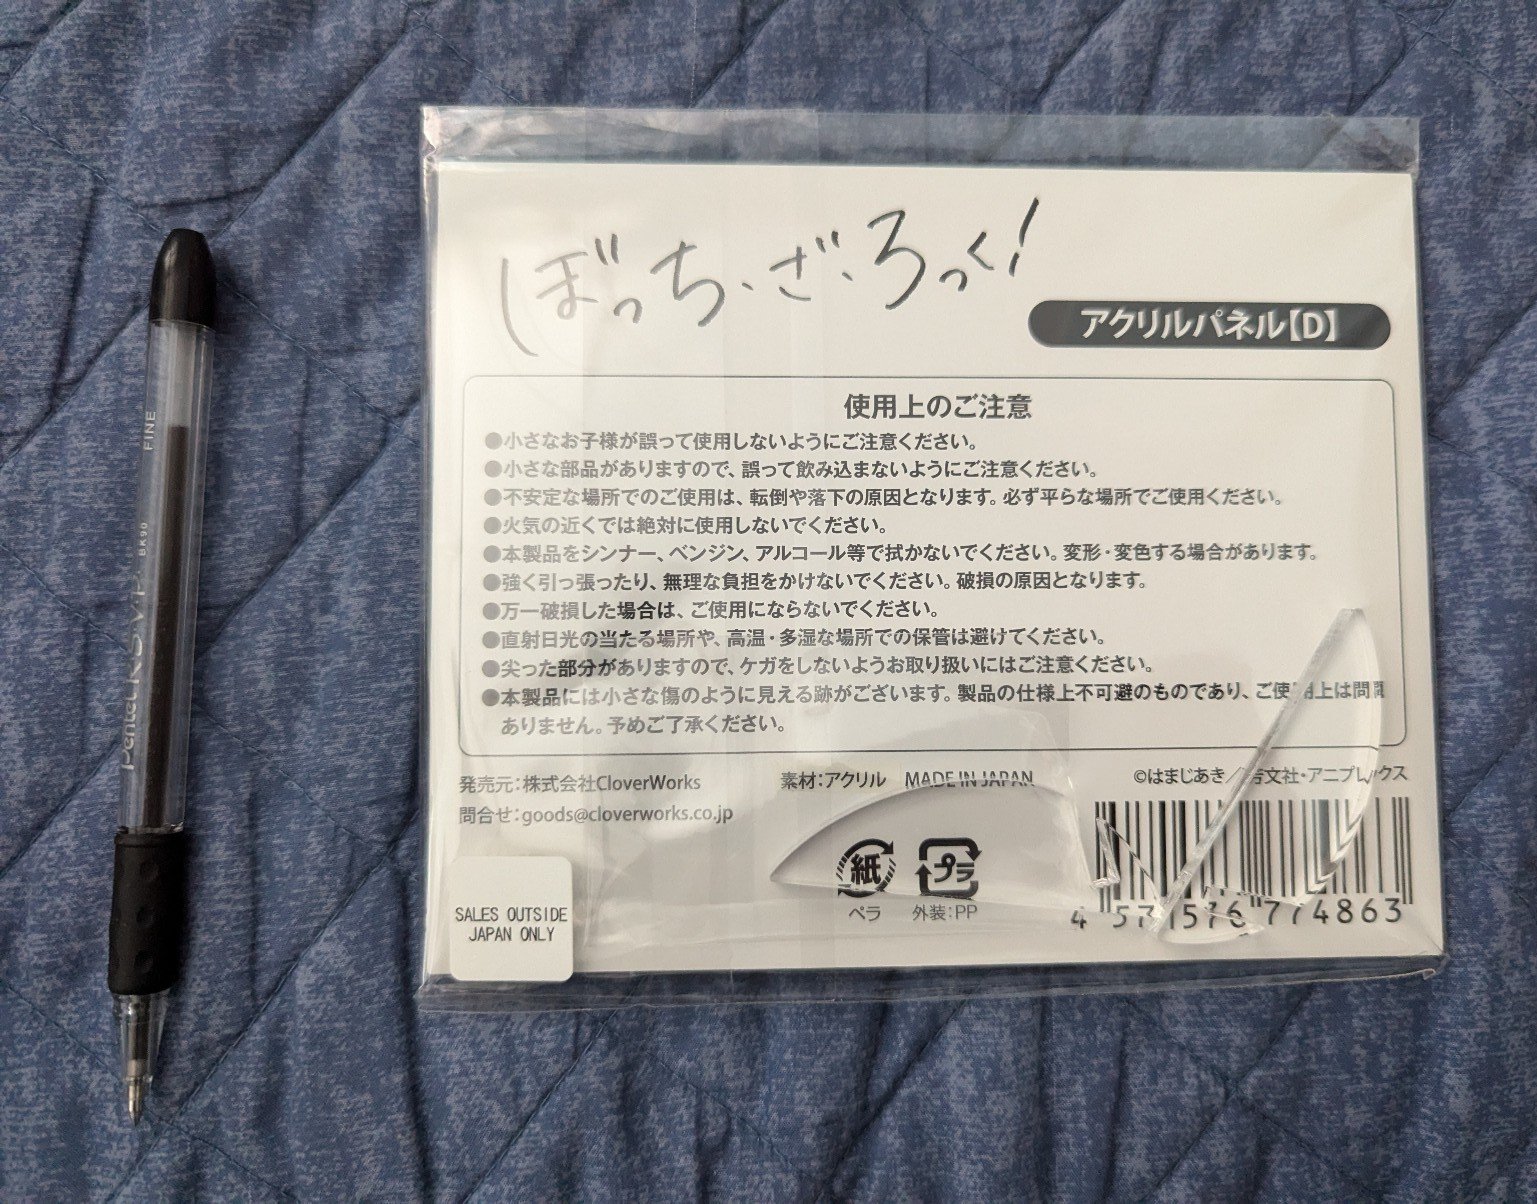 ぼっち・ざ・ろっく!
アクリルパネル【D】
使用上のご注意
●小さなお子様が誤って使用しないようにご注意ください。
●小さな部品がありますので、誤って飲み込まないようにご注意ください。
●不安定な場所でのご使用は、転倒や落下の原因となります。必ず平らな場所でご使用ください。
●火気の近くでは絶対に使用しないでください。
●本製品をシンナー、ベンジン、アルコール等で拭かないでください。変形・変色する場合があります。
●強く引っ張ったり、無理な負担をかけないでください。破損の原因となります。
●万一破損した場合は、ご使用にならないでください。
●直射日光の当たる場所や、高温・多湿な場所での保管は避けてください。
●尖った部分がありますので、ケガをしないようお取り扱いにはご注意ください。
●本製品には小さな傷のように見える跡がございます。製品の仕様上不可避のものであり、ご使用上は問題
ありません。予めご了承ください。
発売元:株式会社CloverWorks
素材:アクリル MADE IN JAPAN
©はまじあき/芳文社・アニプレックス
問合せ:goods@cloverworks.co.jp
紙
ペラ
プラ
外装:PP
4 571576 774863
SALES OUTSIDE
JAPAN ONLY
FINE
BK90
Pentel R.S.V.P.